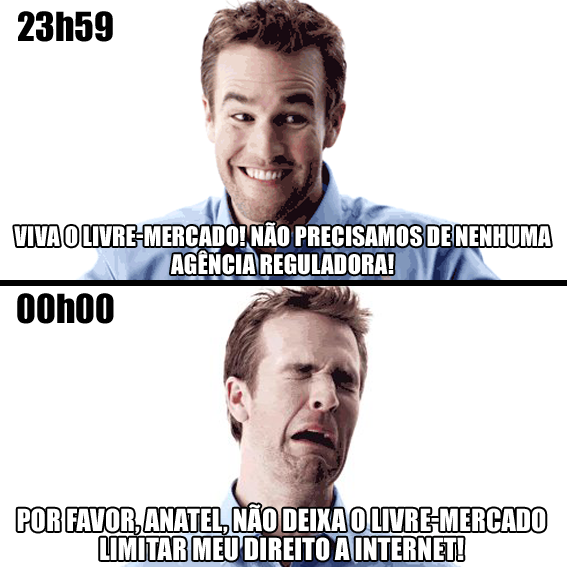 23h59
VIVA O LIVRE-MERCADO! NÃO PRECISAMOS DE NENHUMA
AGÊNCIA REGULADORA!
00h00
POR FAVOR, ANATEL, NÃO DEIXA O LIVRE-MERCADO
LIMITAR MEU DIREITO A INTERNET!